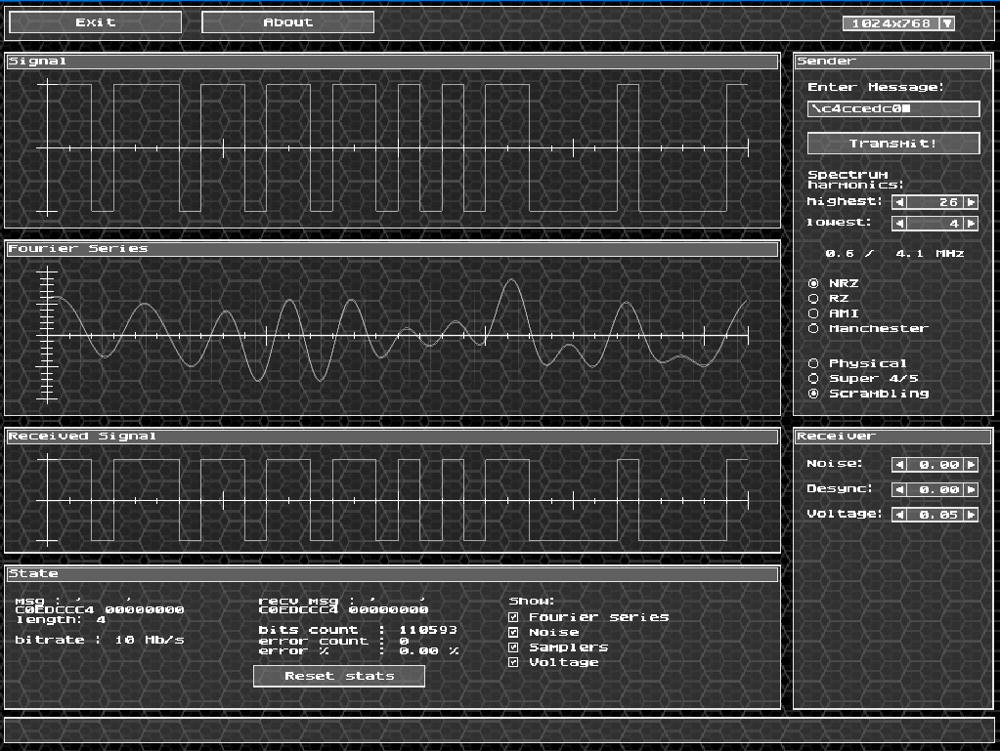 Exit About 1024x768
Signal
Sender
Enter Message:
\c4ccedc0
Transmit!
Spectrum
harmonics:
highest: 26
lowest: 4
0.6 / 4.1 MHz
NRZ
RZ
AMI
Manchester
Physical
Super 4/5
Scrambling
Fourier Series
Received Signal
Receiver
Noise: 0.00
Desync: 0.00
Voltage: 0.05
State
msg : ' '
C0EDCCC4 00000000
length: 4
bitrate : 10 Mb/s
recv msg : ' '
C0EDCCC4 00000000
bits count : 110593
error count : 0
error % : 0.00 %
Reset stats
Show:
Fourier series
Noise
Samplers
Voltage